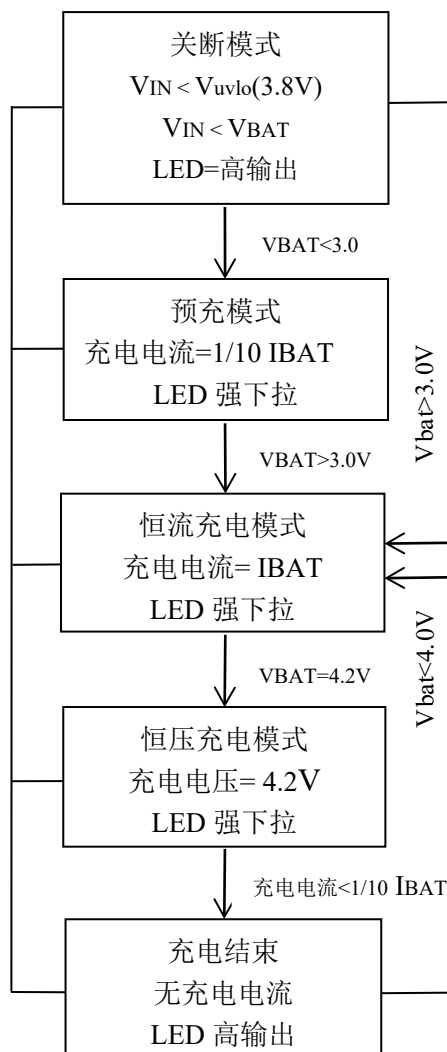 关断模式
VIN < Vuvlo(3.8V)
VIN < VBAT
LED=高输出
VBAT<3.0
预充模式
充电电流=1/10 IBAT
LED 强下拉
Vbat>3.0V
VBAT>3.0V
恒流充电模式
充电电流= IBAT
LED 强下拉
Vbat<4.0V
VBAT=4.2V
恒压充电模式
充电电压= 4.2V
LED 强下拉
充电电流<1/10 IBAT
充电结束
无充电电流
LED 高输出